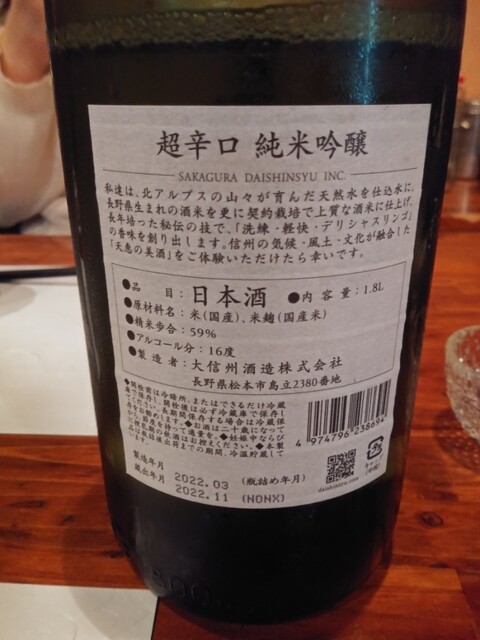 超辛口 純米吟醸
SAKAGURA DAISHINSYU INC.
私達は、北アルプスの山々が育んだ天然水を仕込水に、
長野県生まれの酒米を更に契約栽培で上質な酒米に仕上げ、
長年培った秘伝の技で、「洗練・軽快・デリシャスリンゴ」
の香味を創り出します。信州の気候・風土・文化が融合した
「天恵の美酒」をご体験いただけたら幸いです。
●品 目：日本酒 ●内容量：1.8L
●原材料名：米(国産)、米麹(国産米)
●精米歩合：59%
●アルコール分：16度
●製造者：大信州酒造株式会社
長野県松本市島立2380番地
4 974796 238694
製造年月 2022.03 (瓶詰め年月)
蔵出年月 2022.11 (NONX)
daishinsyu.com